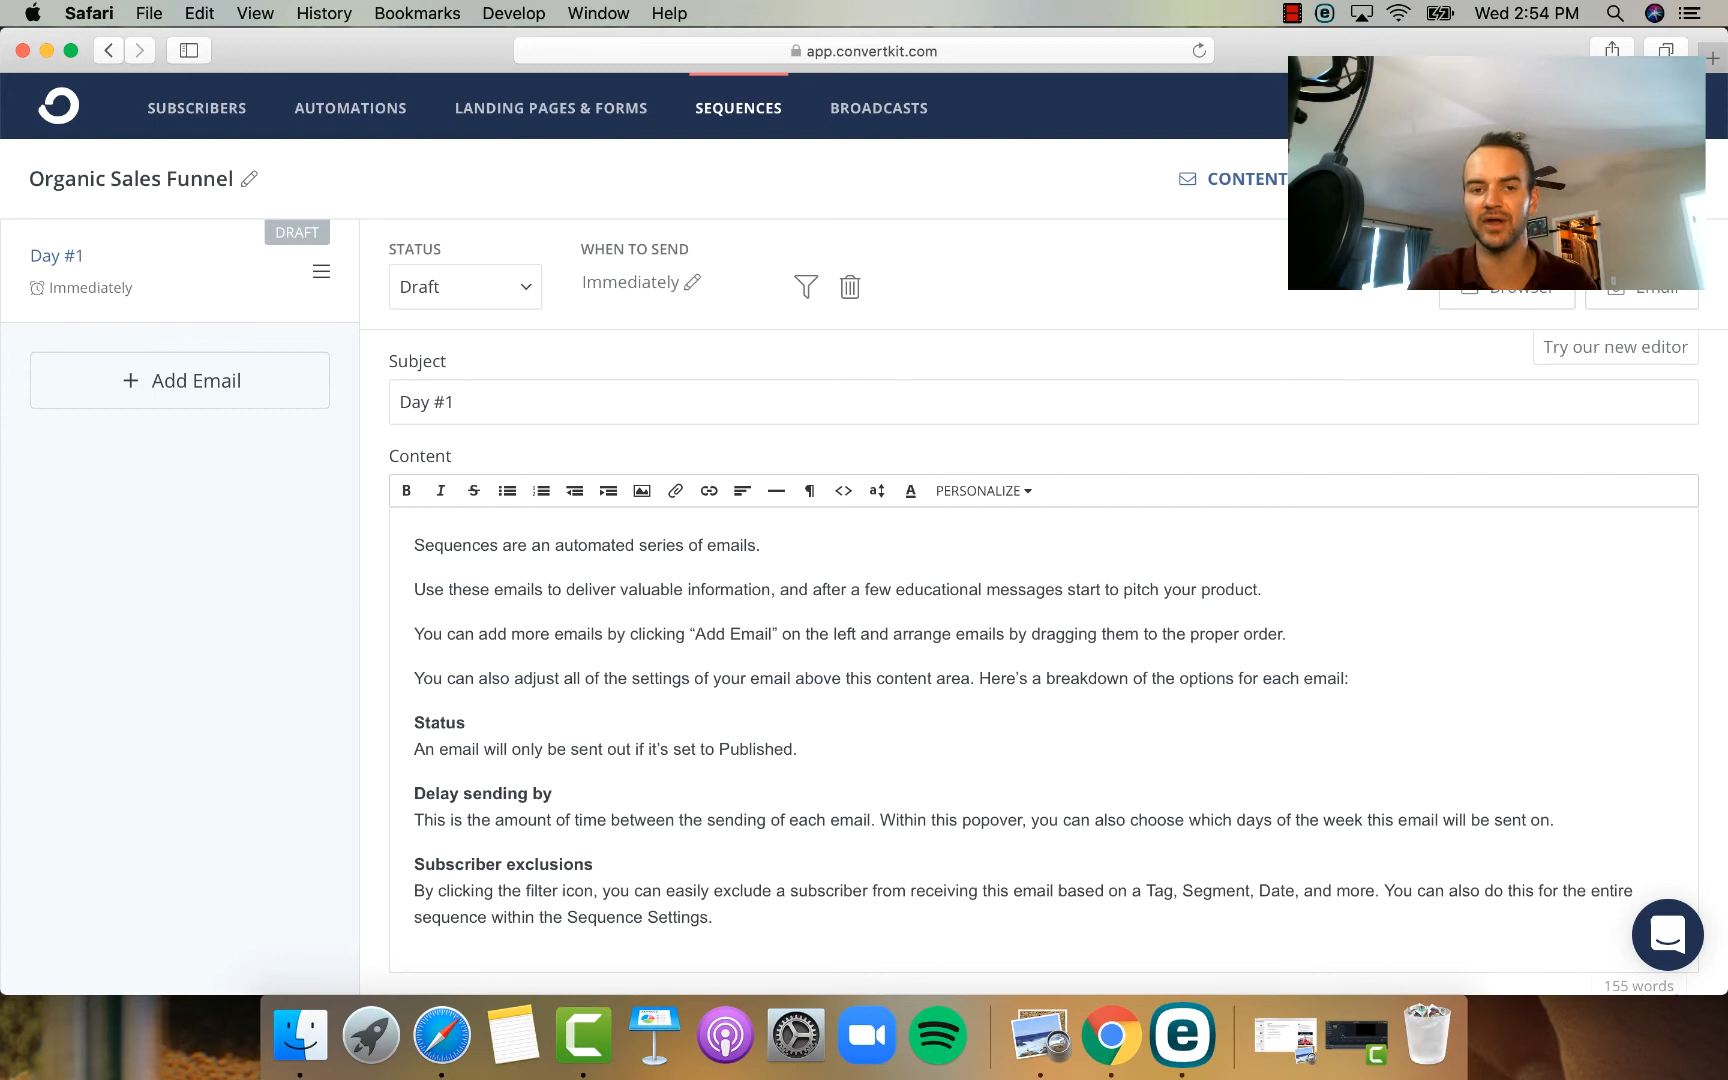 Safari File Edit View History Bookmarks Develop Window Help Wed 2:54 PM
app.convertkit.com
SUBSCRIBERS AUTOMATIONS LANDING PAGES & FORMS SEQUENCES BROADCASTS
Organic Sales Funnel
CONTENT
DRAFT
Day #1
Immediately
Add Email
STATUS
Draft
WHEN TO SEND
Immediately
Browser Email
Try our new editor
Subject
Day #1
Content
PERSONALIZE
Sequences are an automated series of emails.
Use these emails to deliver valuable information, and after a few educational messages start to pitch your product.
You can add more emails by clicking “Add Email” on the left and arrange emails by dragging them to the proper order.
You can also adjust all of the settings of your email above this content area. Here’s a breakdown of the options for each email:
Status
An email will only be sent out if it’s set to Published.
Delay sending by
This is the amount of time between the sending of each email. Within this popover, you can also choose which days of the week this email will be sent on.
Subscriber exclusions
By clicking the filter icon, you can easily exclude a subscriber from receiving this email based on a Tag, Segment, Date, and more. You can also do this for the entire
sequence within the Sequence Settings.
155 words